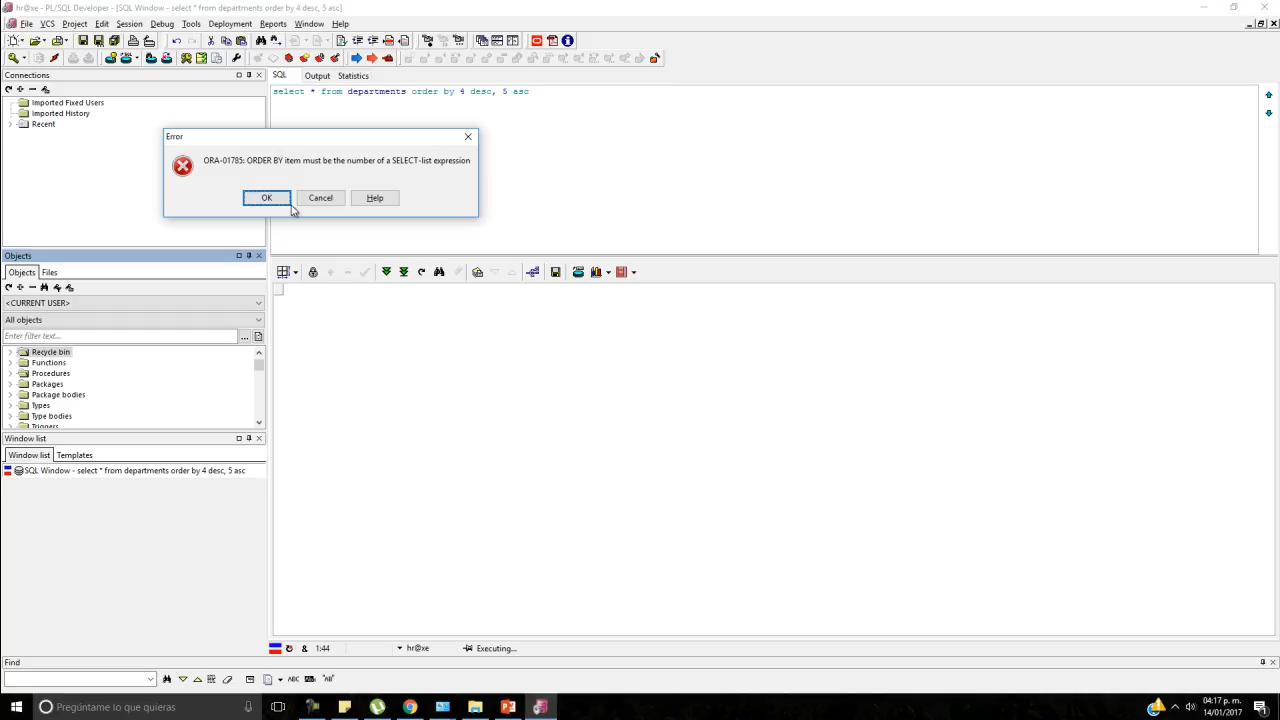 hr@xe - PL/SQL Developer - [SQL Window - select * from departments order by 4 desc, 5 asc]
File VCS Project Edit Session Debug Tools Deployment Reports Window Help
Connections
SQL Output Statistics
Imported Fixed Users
Imported History
Recent
select * from departments order by 4 desc, 5 asc
Error
ORA-01785: ORDER BY item must be the number of a SELECT-list expression
OK Cancel Help
Objects
Objects Files
<CURRENT USER>
All objects
Enter filter text...
Recycle bin
Functions
Procedures
Packages
Package bodies
Types
Type bodies
Triggers
Window list
Window list Templates
SQL Window - select * from departments order by 4 desc, 5 asc
& 1:44 hr@xe Executing...
Find
ABC "AB"
Pregúntame lo que quieras
04:17 p. m.
14/01/2017
1